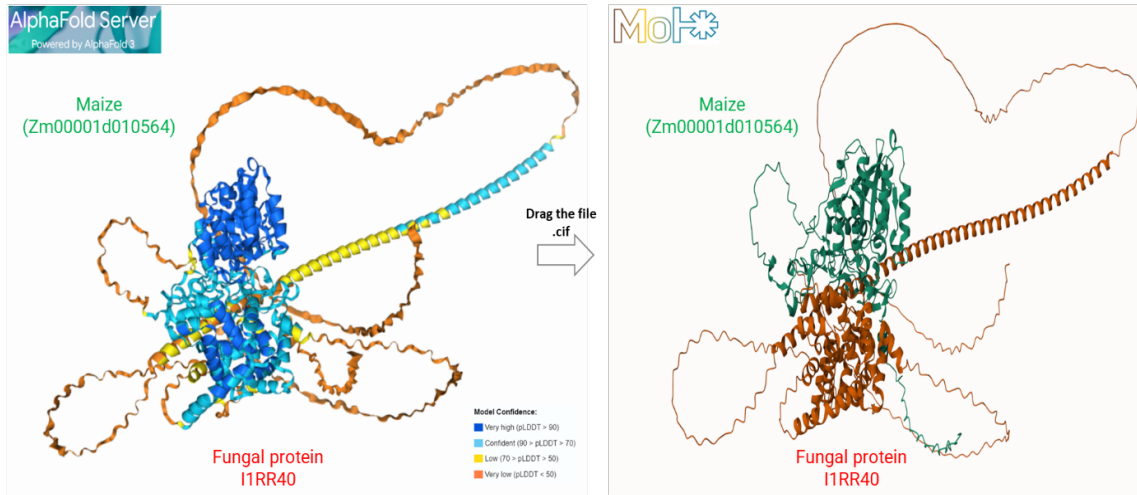 AlphaFold Server
Powered by AlphaFold 3
Maize
(Zm00001d010564)
Fungal protein
I1RR40
Model Confidence:
Very high (pLDDT > 90)
Confident (90 > pLDDT > 70)
Low (70 > pLDDT > 50)
Very low (pLDDT < 50)
Drag the file
.cif
Mol*
Maize
(Zm00001d010564)
Fungal protein
I1RR40